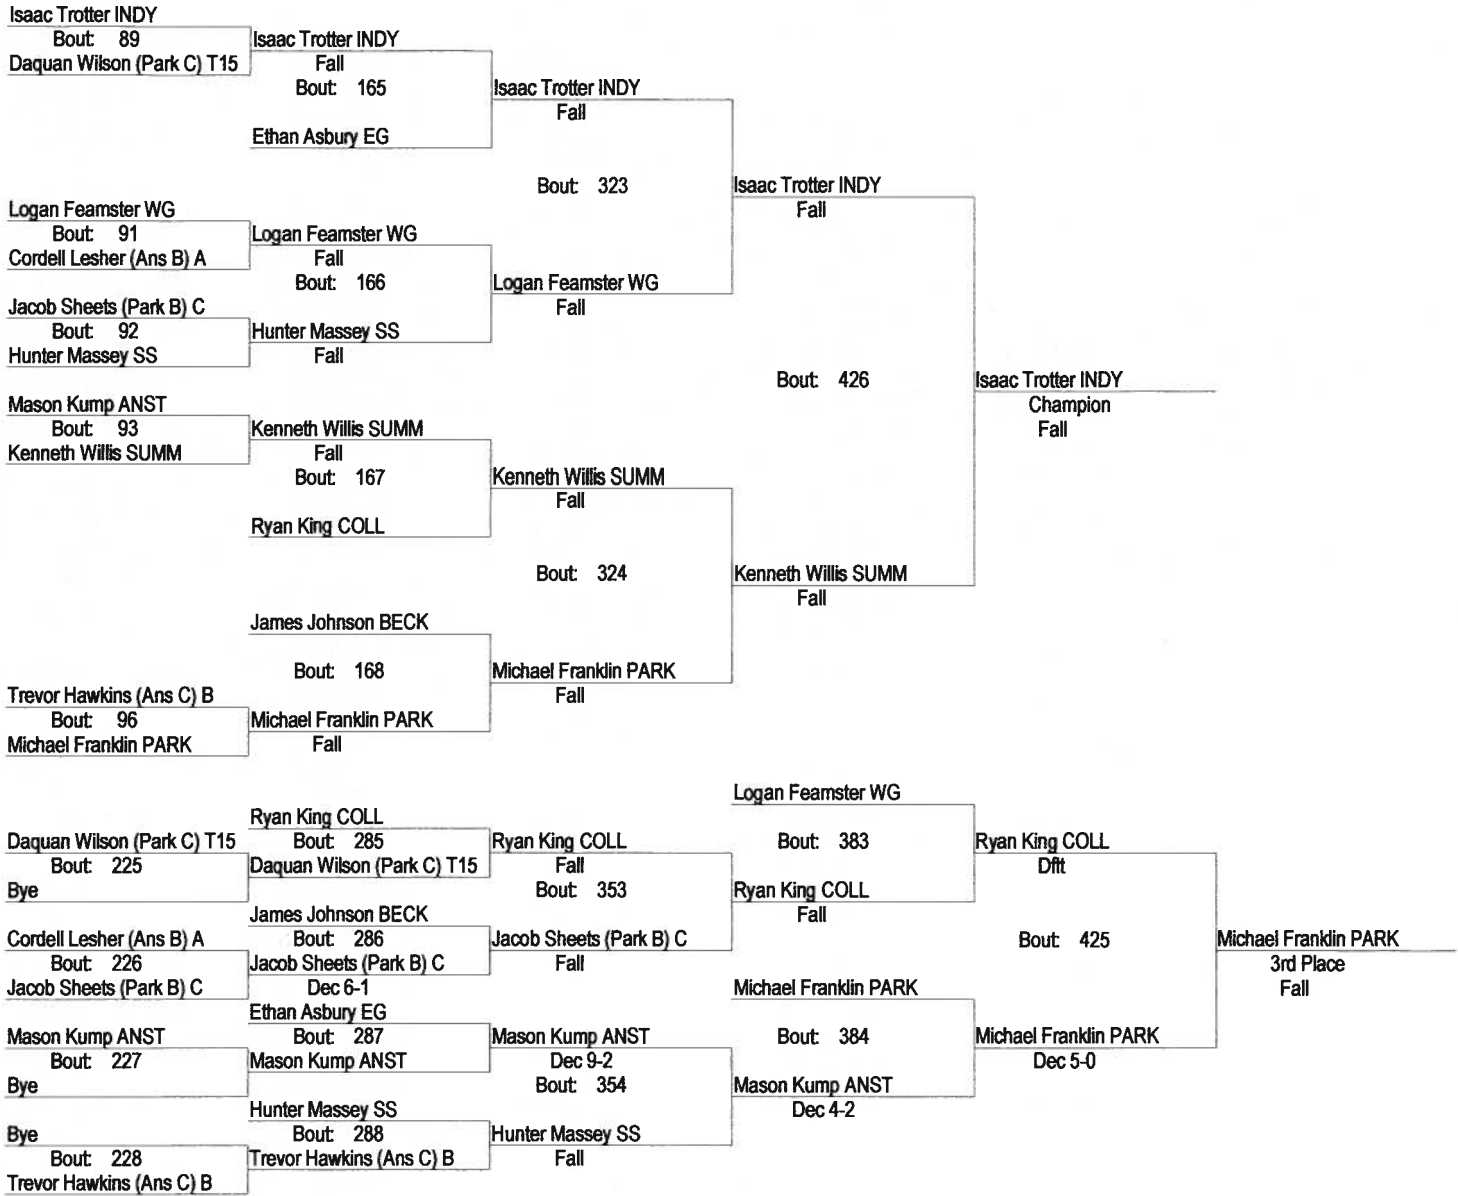 Isaac Trotter INDY
Bout: 89
Daquan Wilson (Park C) T15
Isaac Trotter INDY
Fall
Bout: 165
Ethan Asbury EG
Isaac Trotter INDY
Fall
Bout: 323
Logan Feamster WG
Bout: 91
Cordell Lesher (Ans B) A
Logan Feamster WG
Fall
Bout: 166
Jacob Sheets (Park B) C
Bout: 92
Hunter Massey SS
Hunter Massey SS
Fall
Logan Feamster WG
Fall
Isaac Trotter INDY
Fall
Bout: 426
Isaac Trotter INDY
Champion
Fall
Mason Kump ANST
Bout: 93
Kenneth Willis SUMM
Kenneth Willis SUMM
Fall
Bout: 167
Ryan King COLL
Kenneth Willis SUMM
Fall
Bout: 324
Kenneth Willis SUMM
Fall
James Johnson BECK
Bout: 168
Trevor Hawkins (Ans C) B
Bout: 96
Michael Franklin PARK
Michael Franklin PARK
Fall
Michael Franklin PARK
Fall
Logan Feamster WG
Bout: 383
Ryan King COLL
Fall
Ryan King COLL
Dftt
Ryan King COLL
Bout: 285
Daquan Wilson (Park C) T15
Daquan Wilson (Park C) T15
Bout: 225
Bye
Ryan King COLL
Fall
Bout: 353
James Johnson BECK
Bout: 286
Jacob Sheets (Park B) C
Dec 6-1
Cordell Lesher (Ans B) A
Bout: 226
Jacob Sheets (Park B) C
Jacob Sheets (Park B) C
Fall
Bout: 425
Michael Franklin PARK
3rd Place
Fall
Michael Franklin PARK
Bout: 384
Mason Kump ANST
Dec 4-2
Michael Franklin PARK
Dec 5-0
Ethan Asbury EG
Bout: 287
Mason Kump ANST
Mason Kump ANST
Bout: 227
Bye
Mason Kump ANST
Dec 9-2
Bout: 354
Hunter Massey SS
Bout: 288
Trevor Hawkins (Ans C) B
Bye
Bout: 228
Trevor Hawkins (Ans C) B
Hunter Massey SS
Fall